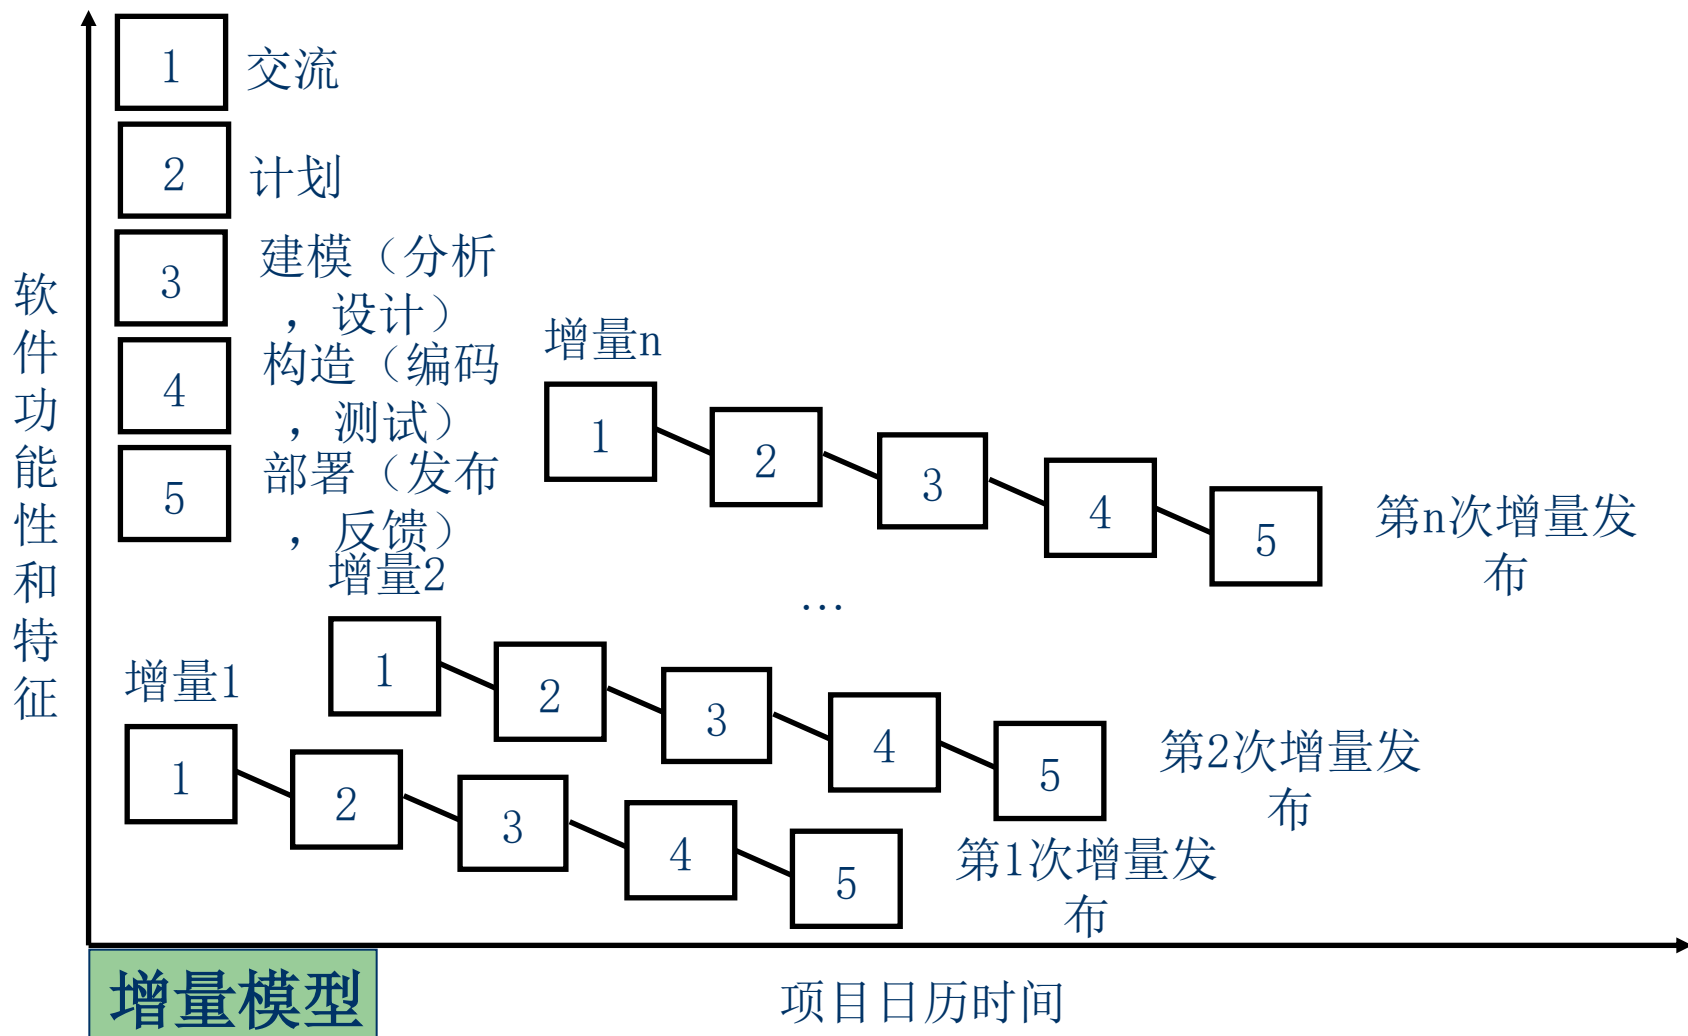 软件功能性和特征
1
交流
2
计划
3
建模（分析
，设计）
4
构造（编码
，测试）
5
部署（发布
，反馈）
增量n
1
2
3
4
5
第n次增量发
布
…
增量2
1
2
3
4
5
第2次增量发
布
增量1
1
2
3
4
5
第1次增量发
布
增量模型
项目日历时间